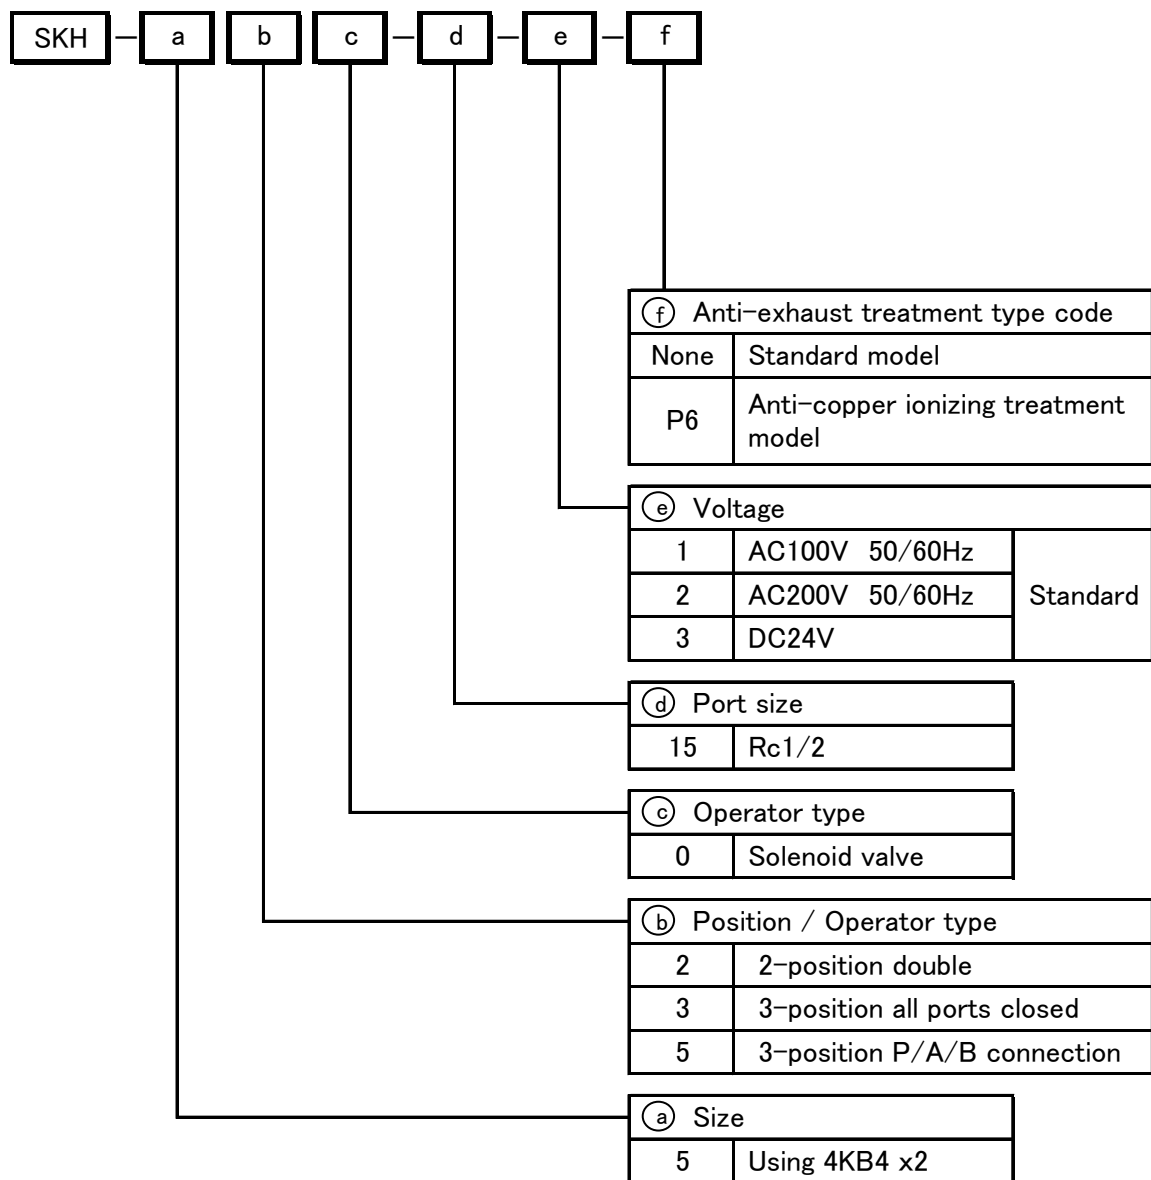 SKH - a b c - d - e - f
ⓕ Anti-exhaust treatment type code
None Standard model
P6 Anti-copper ionizing treatment
model
ⓔ Voltage
1 AC100V 50/60Hz
2 AC200V 50/60Hz Standard
3 DC24V
ⓓ Port size
15 Rc1/2
ⓒ Operator type
0 Solenoid valve
ⓑ Position / Operator type
2 2-position double
3 3-position all ports closed
5 3-position P/A/B connection
ⓐ Size
5 Using 4KB4 x2